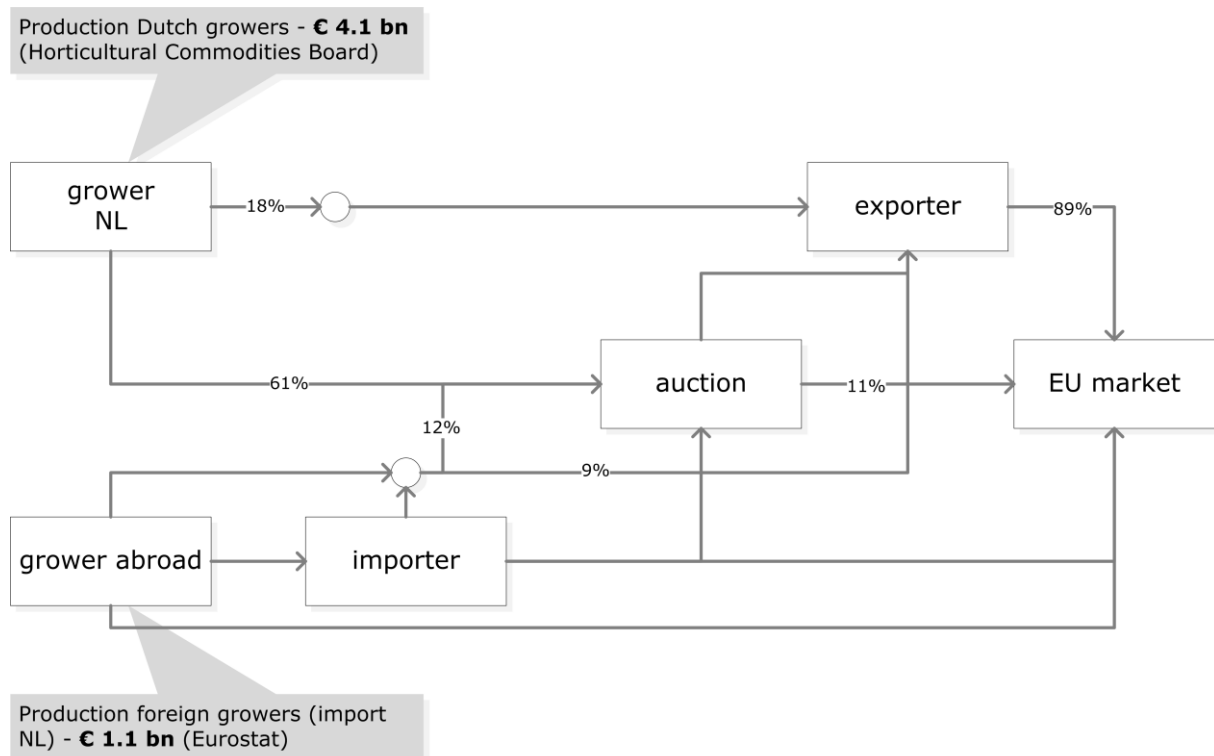 Production Dutch growers - € 4.1 bn
(Horticultural Commodities Board)
grower
NL
18%
exporter
89%
61%
auction
11%
EU market
12%
9%
grower abroad
importer
Production foreign growers (import
NL) - € 1.1 bn (Eurostat)